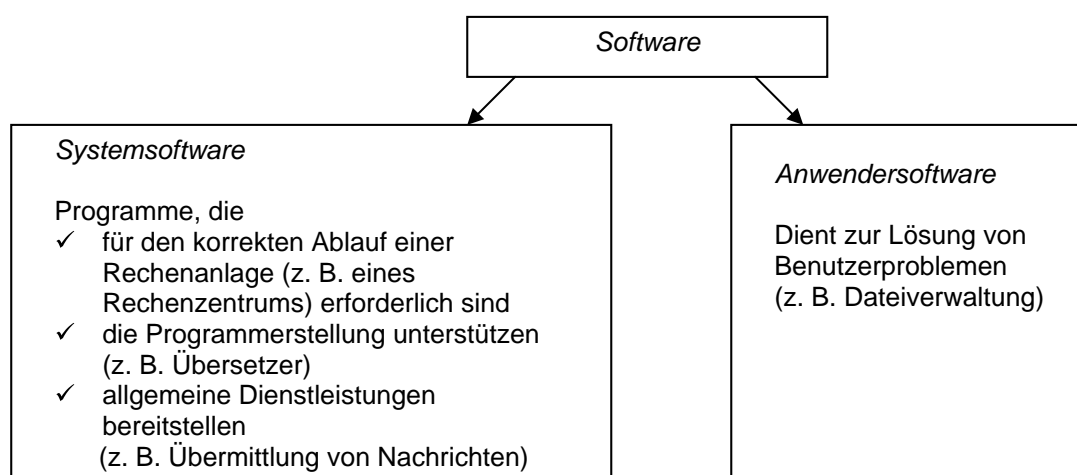 Software
Systemsoftware
Programme, die
✓ für den korrekten Ablauf einer
Rechenanlage (z. B. eines
Rechenzentrums) erforderlich sind
✓ die Programmerstellung unterstützen
(z. B. Übersetzer)
✓ allgemeine Dienstleistungen
bereitstellen
(z. B. Übermittlung von Nachrichten)
Anwendersoftware
Dient zur Lösung von
Benutzerproblemen
(z. B. Dateiverwaltung)